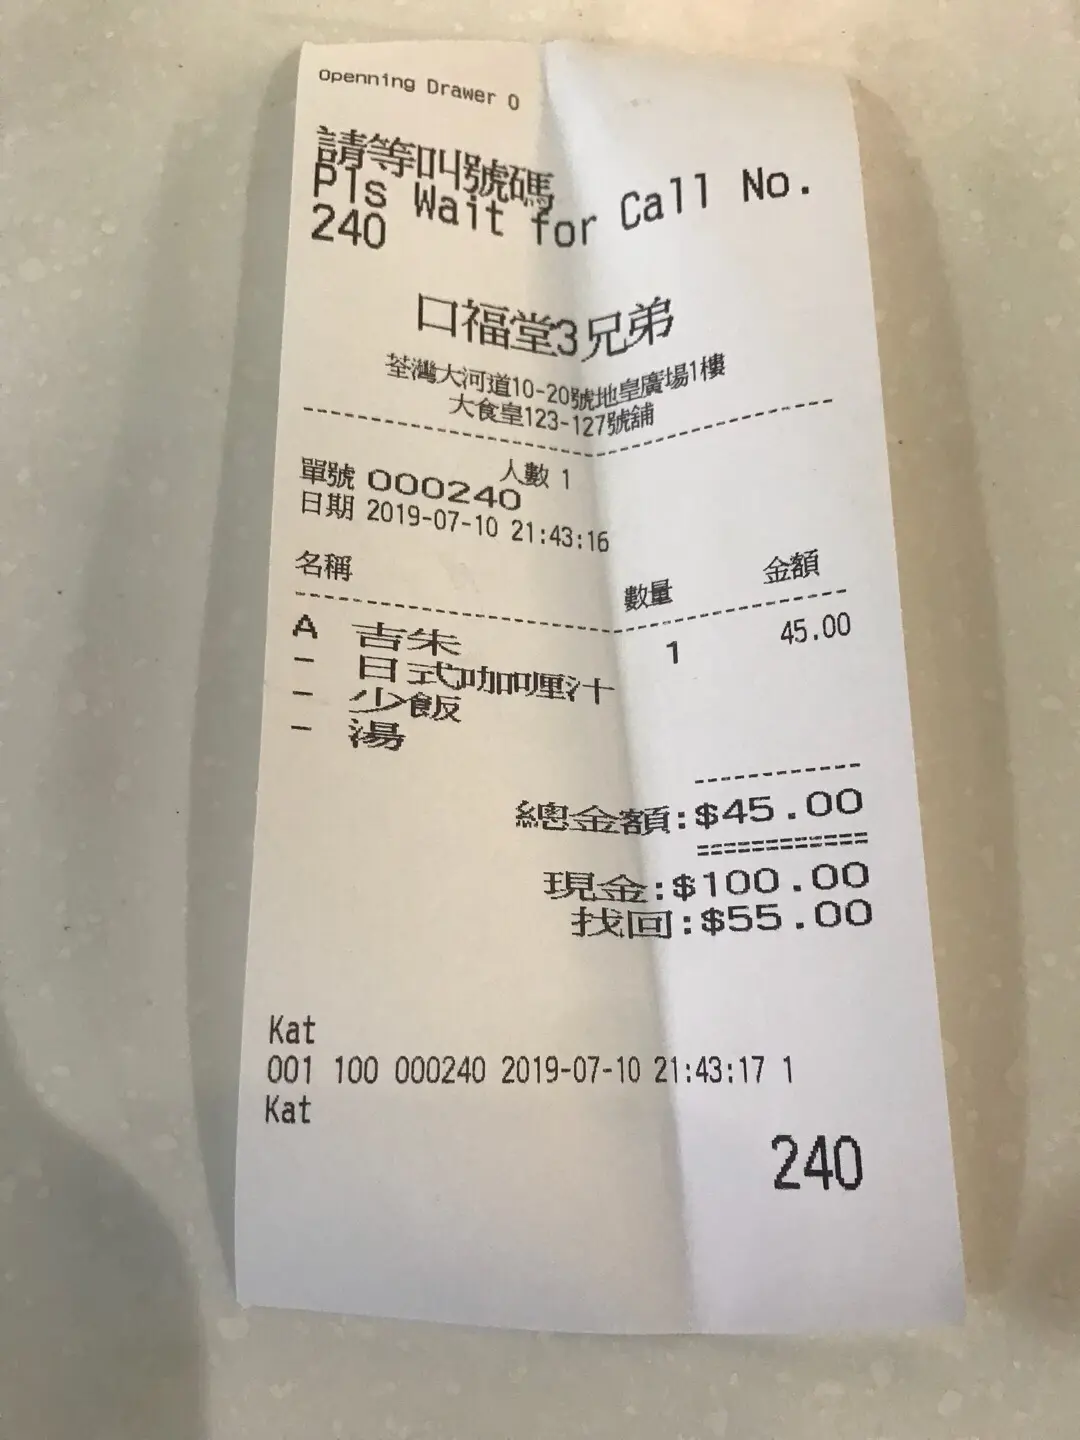 Openning Drawer 0
請等叫號碼
Pls Wait for Call No.
240
口福堂3兄弟
荃灣大河道10-20號地皇廣場1樓
大食皇123-127號舖
人數 1
單號 000240
日期 2019-07-10 21:43:16
名稱 數量 金額
A 吉朱 1 45.00
- 日式咖喱汁
- 少飯
- 湯
總金額:$45.00
現金:$100.00
找回:$55.00
Kat
001 100 000240 2019-07-10 21:43:17 1
Kat
240